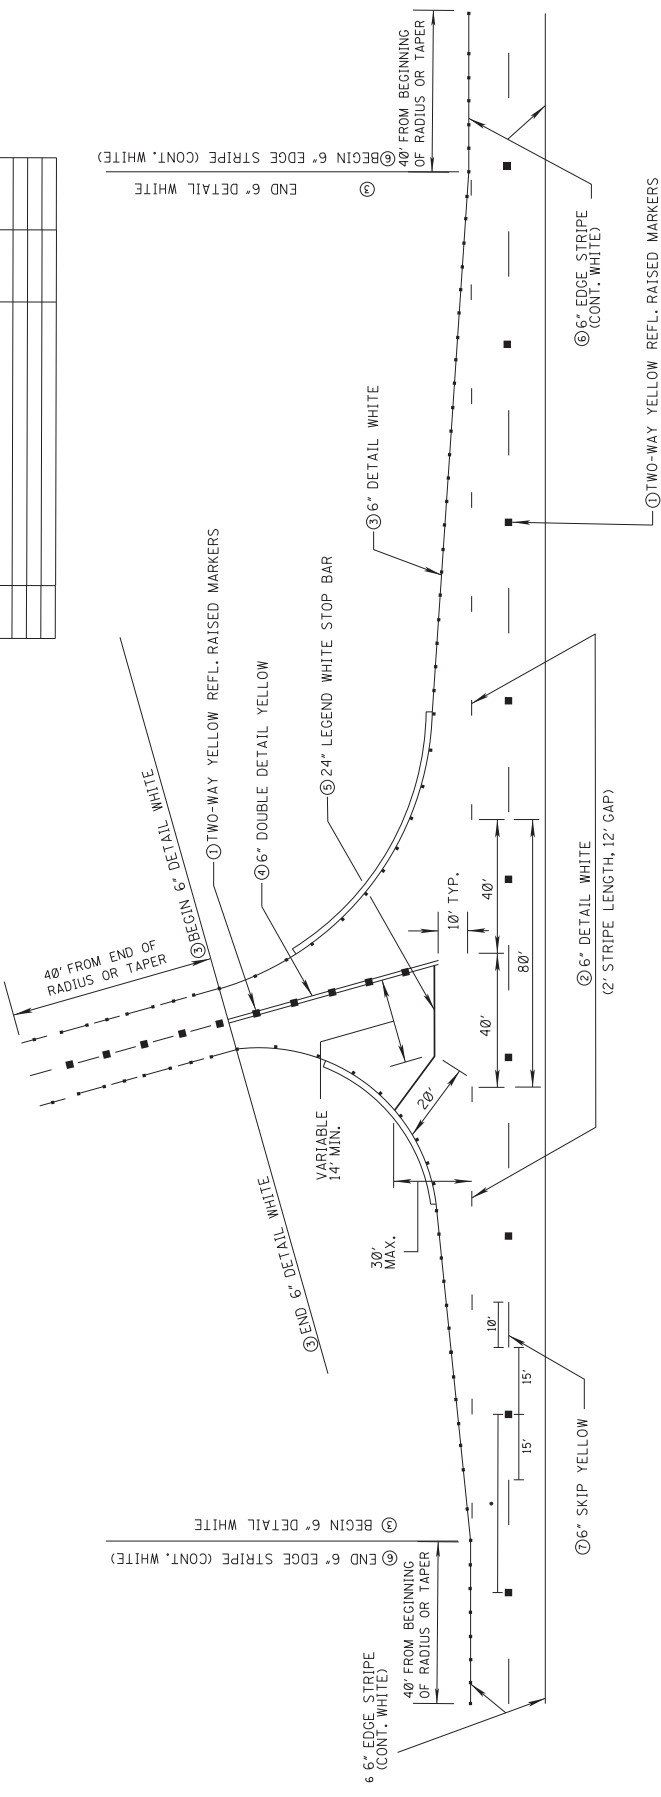 40' FROM BEGINNING
OF RADIUS OR TAPER
⑥BEGIN 6" EDGE STRIPE (CONT. WHITE)
③ END 6" DETAIL WHITE
⑥6" EDGE STRIPE
(CONT. WHITE)
①TWO-WAY YELLOW REFL. RAISED MARKERS
③6" DETAIL WHITE
①TWO-WAY YELLOW REFL. RAISED MARKERS
④6" DOUBLE DETAIL YELLOW
⑤24" LEGEND WHITE STOP BAR
③BEGIN 6" DETAIL WHITE
40' FROM END OF
RADIUS OR TAPER
10' TYP.
40'
80'
40'
②6" DETAIL WHITE
(2' STRIPE LENGTH, 12' GAP)
20'
VARIABLE
14' MIN.
30'
MAX.
③END 6" DETAIL WHITE
10'
15'
15'
⑦6" SKIP YELLOW
③ BEGIN 6" DETAIL WHITE
⑥ END 6" EDGE STRIPE (CONT. WHITE)
40' FROM BEGINNING
OF RADIUS OR TAPER
6 6" EDGE STRIPE
(CONT. WHITE)